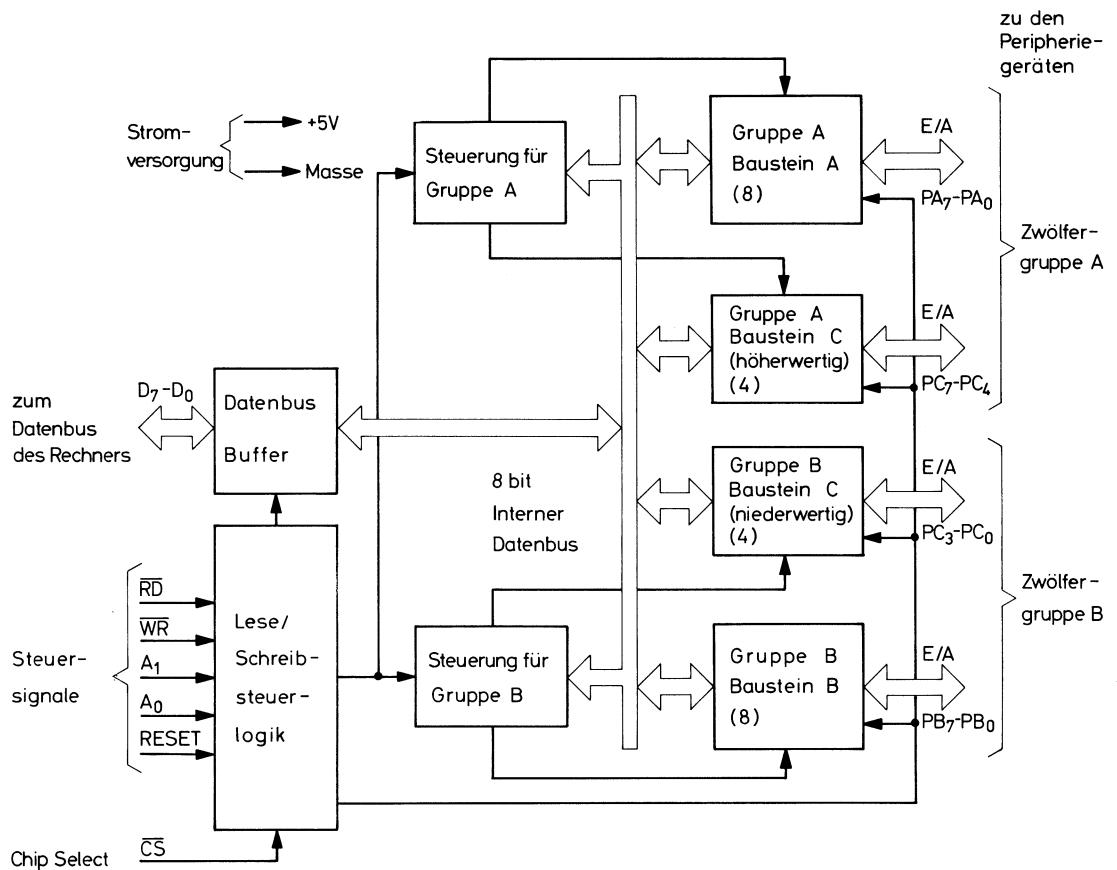 zu den
Peripherie-
geräten
Strom-
versorgung
+5V
Masse
Steuerung für
Gruppe A
Gruppe A
Baustein A
(8)
E/A
PA₇-PA₀
Zwölfer-
gruppe A
Gruppe A
Baustein C
(höherwertig)
(4)
E/A
PC₇-PC₄
zum
Datenbus
des Rechners
D₇-D₀
Datenbus
Buffer
8 bit
Interner
Datenbus
Gruppe B
Baustein C
(niederwertig)
(4)
E/A
PC₃-PC₀
Zwölfer-
gruppe B
Steuer-
signale
R̅D̅
W̅R̅
A₁
A₀
RESET
Lese/
Schreib-
steuer-
logik
Steuerung für
Gruppe B
Gruppe B
Baustein B
(8)
E/A
PB₇-PB₀
Chip Select
C̅S̅